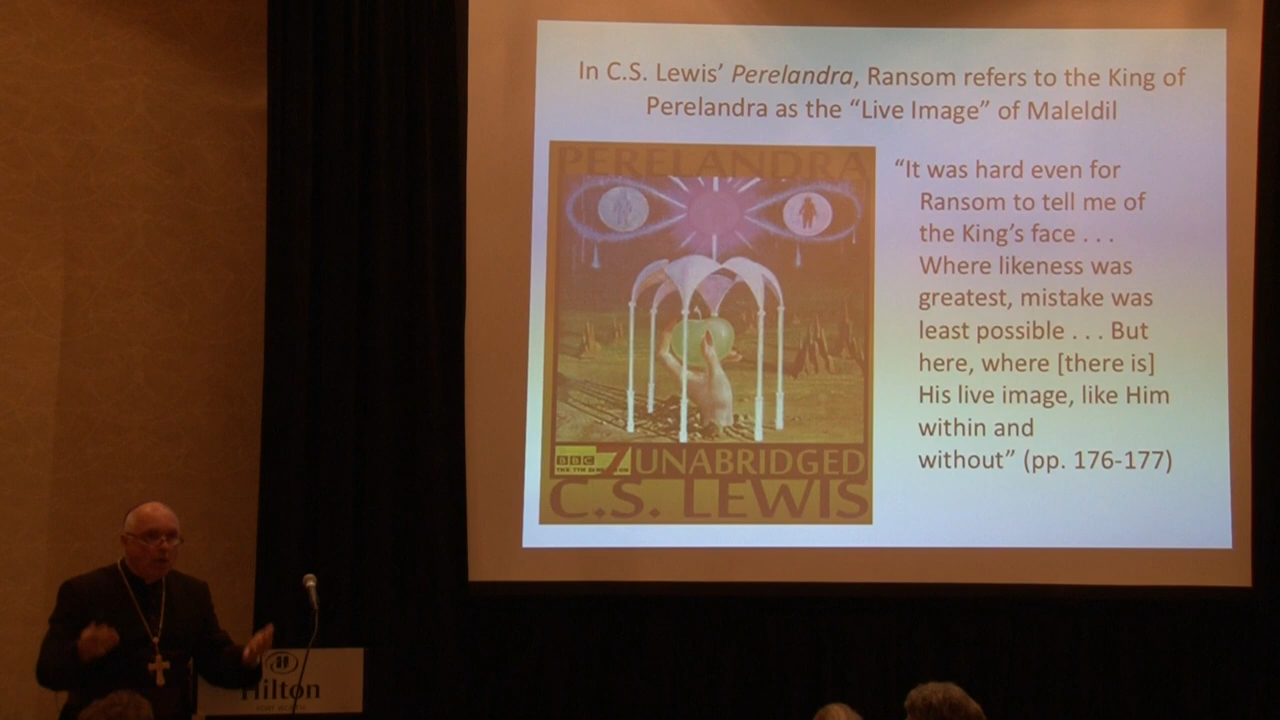 In C.S. Lewis’ Perelandra, Ransom refers to the King of
Perelandra as the “Live Image” of Maleldil
PERELANDRA
BBC
7
UNABRIDGED
C.S. LEWIS
“It was hard even for
Ransom to tell me of
the King’s face . . .
Where likeness was
greatest, mistake was
least possible . . . But
here, where [there is]
His live image, like Him
within and
without” (pp. 176-177)
H
Hilton
FORT WORTH